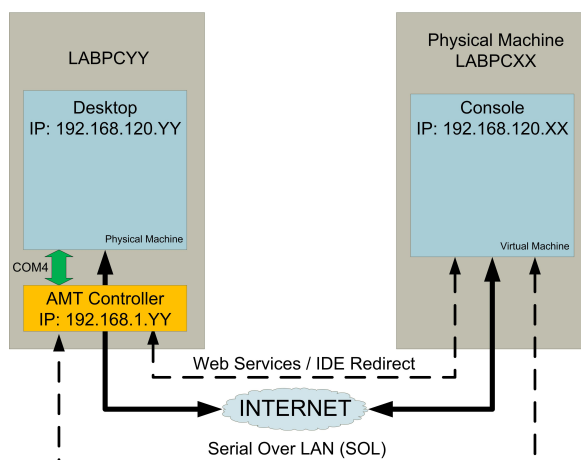 LABPCYY
Desktop
IP: 192.168.120.YY
Physical Machine
COM4
AMT Controller
IP: 192.168.1.YY
Physical Machine
LABPCXX
Console
IP: 192.168.120.XX
Virtual Machine
Web Services / IDE Redirect
INTERNET
Serial Over LAN (SOL)